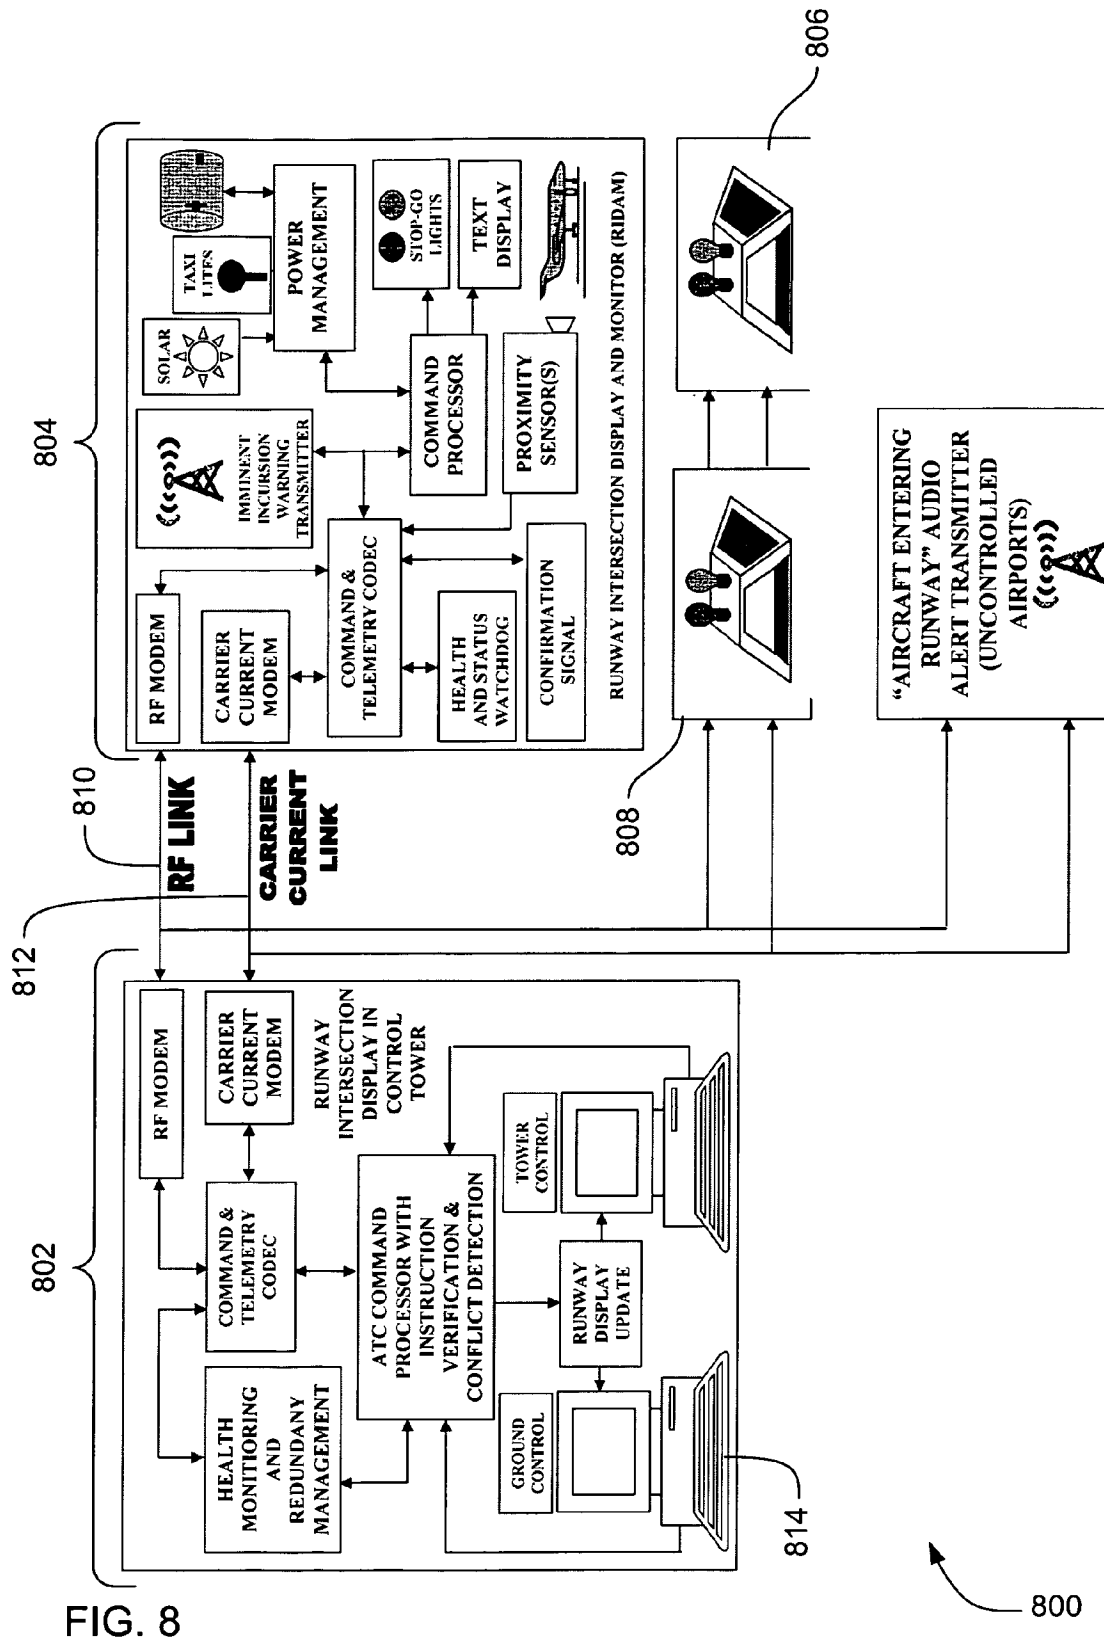 FIG. 8
800
802
RF MODEM
CARRIER
CURRENT
MODEM
COMMAND &
TELEMETRY
CODEC
HEALTH
MONITIORING
AND
REDUNDANY
MANAGEMENT
RUNWAY
INTERSECTION
DISPLAY IN
CONTROL
TOWER
ATC COMMAND
PROCESSOR WITH
INSTRUCTION
VERIFICATION &
CONFLICT DETECTION
GROUND
CONTROL
RUNWAY
DISPLAY
UPDATE
TOWER
CONTROL
814
812
810
RF LINK
CARRIER
CURRENT
LINK
804
RF MODEM
CARRIER
CURRENT
MODEM
COMMAND &
TELEMETRY CODEC
HEALTH
AND STATUS
WATCHDOG
CONFIRMATION
SIGNAL
IMMINENT
INCURSION
WARNING
TRANSMITTER
SOLAR
TAXI
LITES
POWER
MANAGEMENT
COMMAND
PROCESSOR
STOP-GO
LIGHTS
TEXT
DISPLAY
PROXIMITY
SENSOR(S)
RUNWAY INTERSECTION DISPLAY AND MONITOR (RIDAM)
808
806
“AIRCRAFT ENTERING
RUNWAY” AUDIO
ALERT TRANSMITTER
(UNCONTROLLED
AIRPORTS)